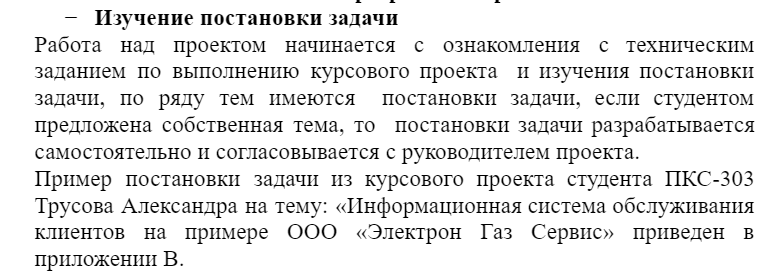 − Изучение постановки задачи
Работа над проектом начинается с ознакомления с техническим
заданием по выполнению курсового проекта и изучения постановки
задачи, по ряду тем имеются постановки задачи, если студентом
предложена собственная тема, то постановки задачи разрабатывается
самостоятельно и согласовывается с руководителем проекта.
Пример постановки задачи из курсового проекта студента ПКС-303
Трусова Александра на тему: «Информационная система обслуживания
клиентов на примере ООО «Электрон Газ Сервис» приведен в
приложении В.